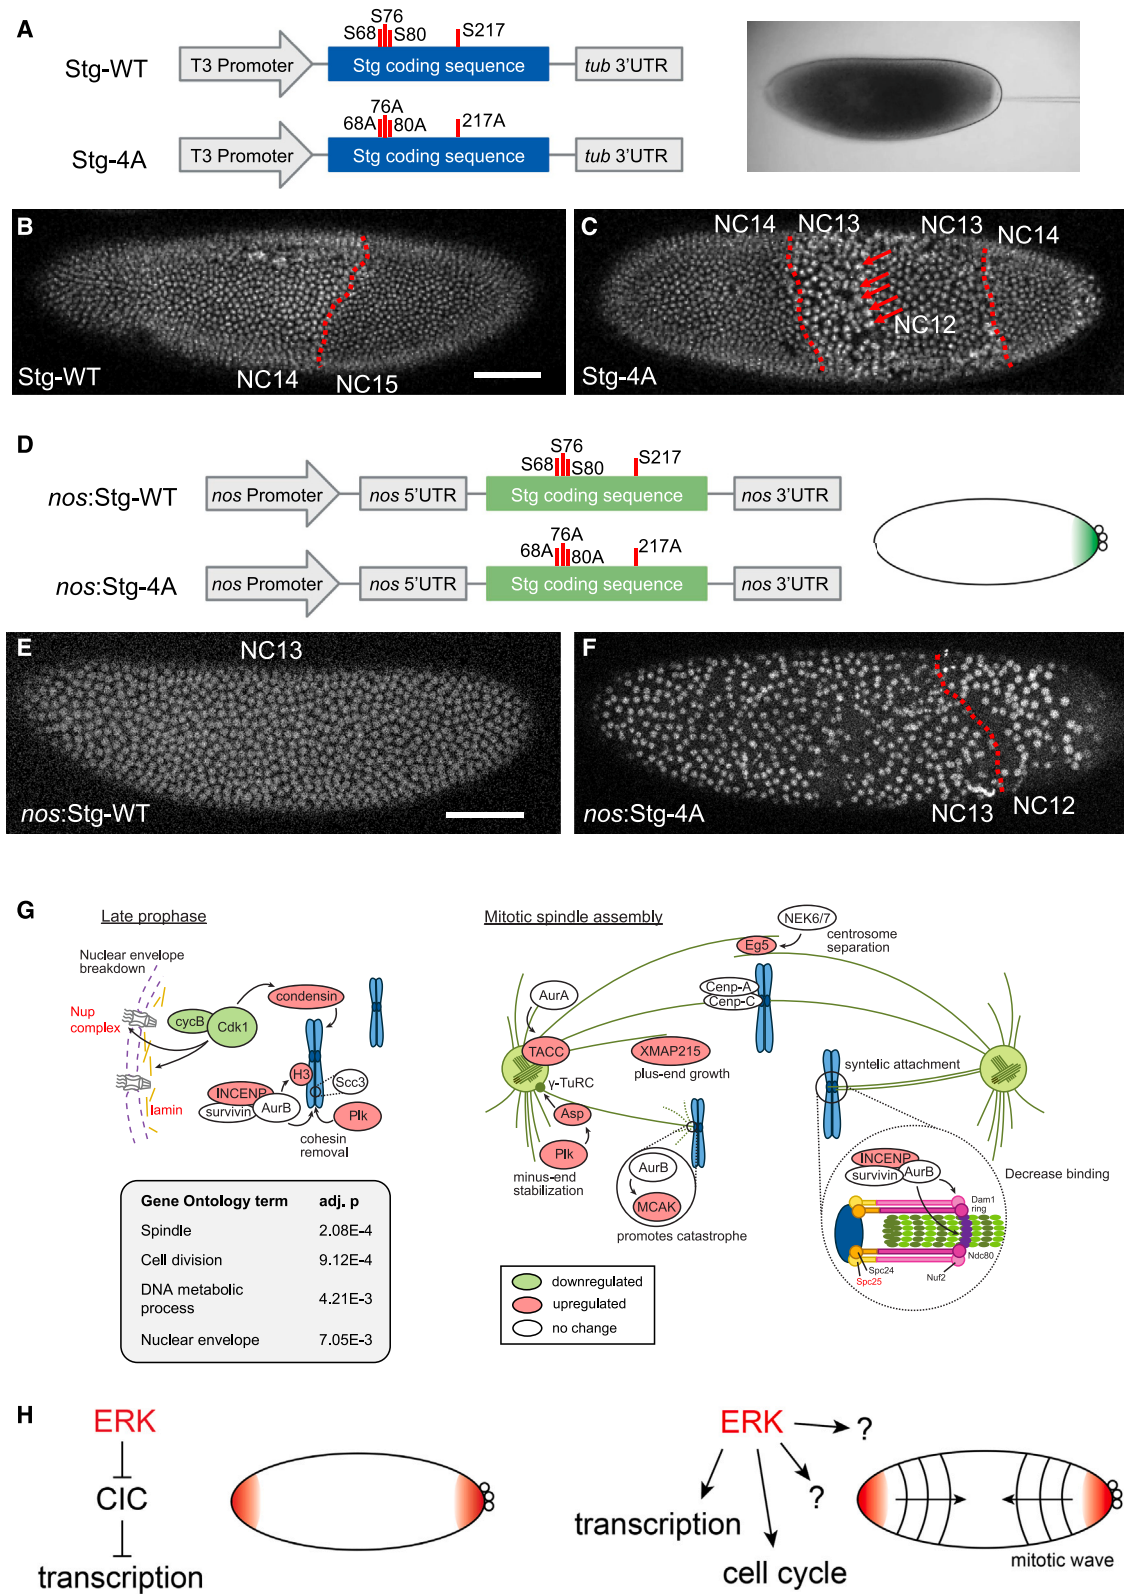 A
Stg-WT
T3 Promoter
S68
S76
S80
S217
Stg coding sequence
tub 3'UTR
Stg-4A
T3 Promoter
68A
76A
80A
217A
Stg coding sequence
tub 3'UTR
B
NC14
NC15
Stg-WT
C
NC14
NC13
NC13
NC14
NC12
Stg-4A
D
nos:Stg-WT
nos Promoter
nos 5'UTR
S68
S76
S80
S217
Stg coding sequence
nos 3'UTR
nos:Stg-4A
nos Promoter
nos 5'UTR
68A
76A
80A
217A
Stg coding sequence
nos 3'UTR
E
NC13
nos:Stg-WT
F
NC13
NC12
nos:Stg-4A
G
Late prophase
Nuclear envelope
breakdown
Nup
complex
cycB
Cdk1
condensin
lamin
INCENP
survivin
AurB
H3
Scc3
Plk
cohesin
removal
Mitotic spindle assembly
NEK6/7
Eg5
centrosome
separation
AurA
Cenp-A
Cenp-C
TACC
XMAP215
plus-end growth
γ-TuRC
Asp
Plk
minus-end
stabilization
AurB
MCAK
promotes catastrophe
syntelic attachment
INCENP
survivin
AurB
Decrease binding
Dam1
ring
Ndc80
Spc24
Spc25
Nuf2
Gene Ontology term adj. p
Spindle 2.08E-4
Cell division 9.12E-4
DNA metabolic
process 4.21E-3
Nuclear envelope 7.05E-3
downregulated
upregulated
no change
H
ERK
CIC
transcription
ERK
?
?
transcription
cell cycle
mitotic wave